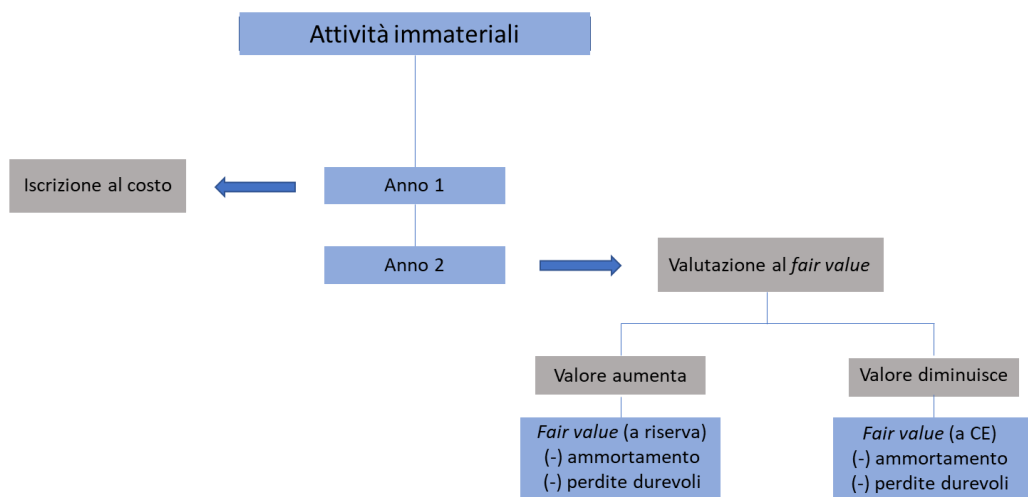 Attività immateriali
Iscrizione al costo
Anno 1
Anno 2
Valutazione al fair value
Valore aumenta
Valore diminuisce
Fair value (a riserva)
(-) ammortamento
(-) perdite durevoli
Fair value (a CE)
(-) ammortamento
(-) perdite durevoli